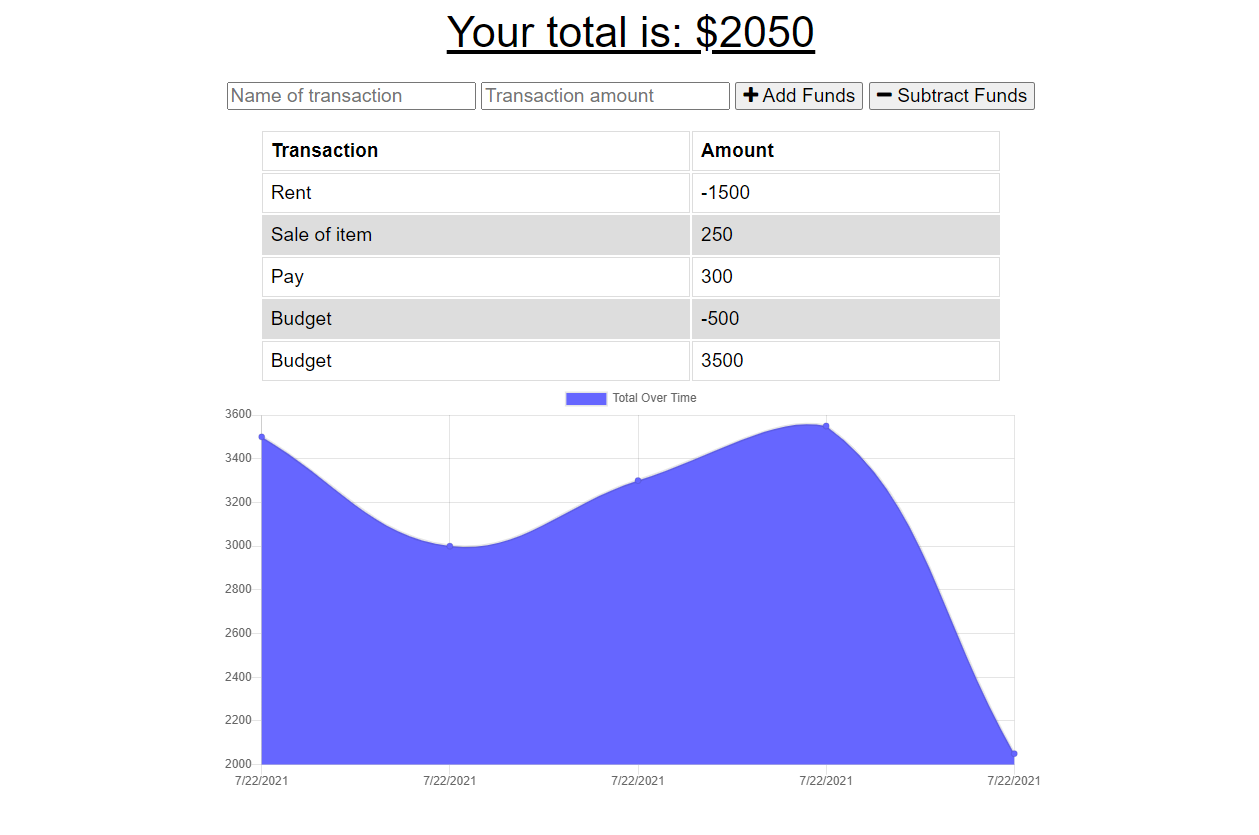 Your total is: $2050
Name of transaction Transaction amount Add Funds Subtract Funds
Transaction Amount
Rent -1500
Sale of item 250
Pay 300
Budget -500
Budget 3500
Total Over Time
3600
3400
3200
3000
2800
2600
2400
2200
2000
7/22/2021 7/22/2021 7/22/2021 7/22/2021 7/22/2021